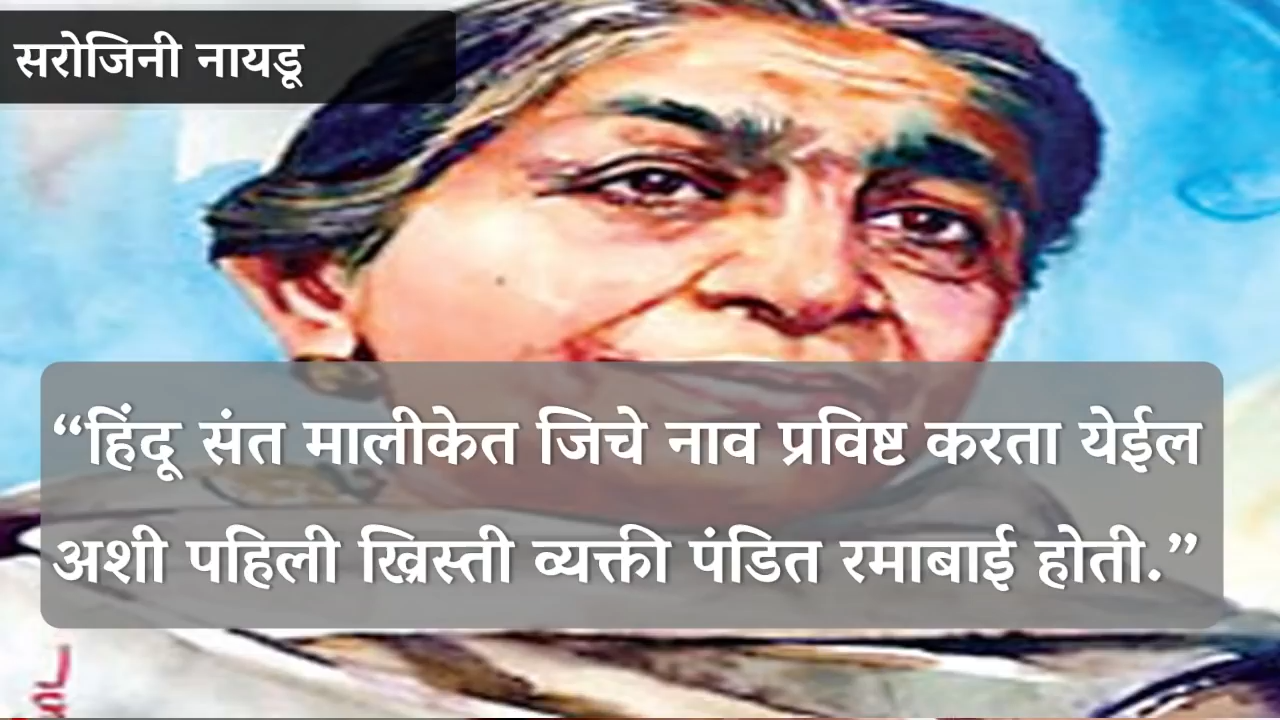 सरोजिनी नायडू
“हिंदू संत मालीकेत जिचे नाव प्रविष्ट करता येईल
अशी पहिली ख्रिस्ती व्यक्ती पंडित रमाबाई होती.”